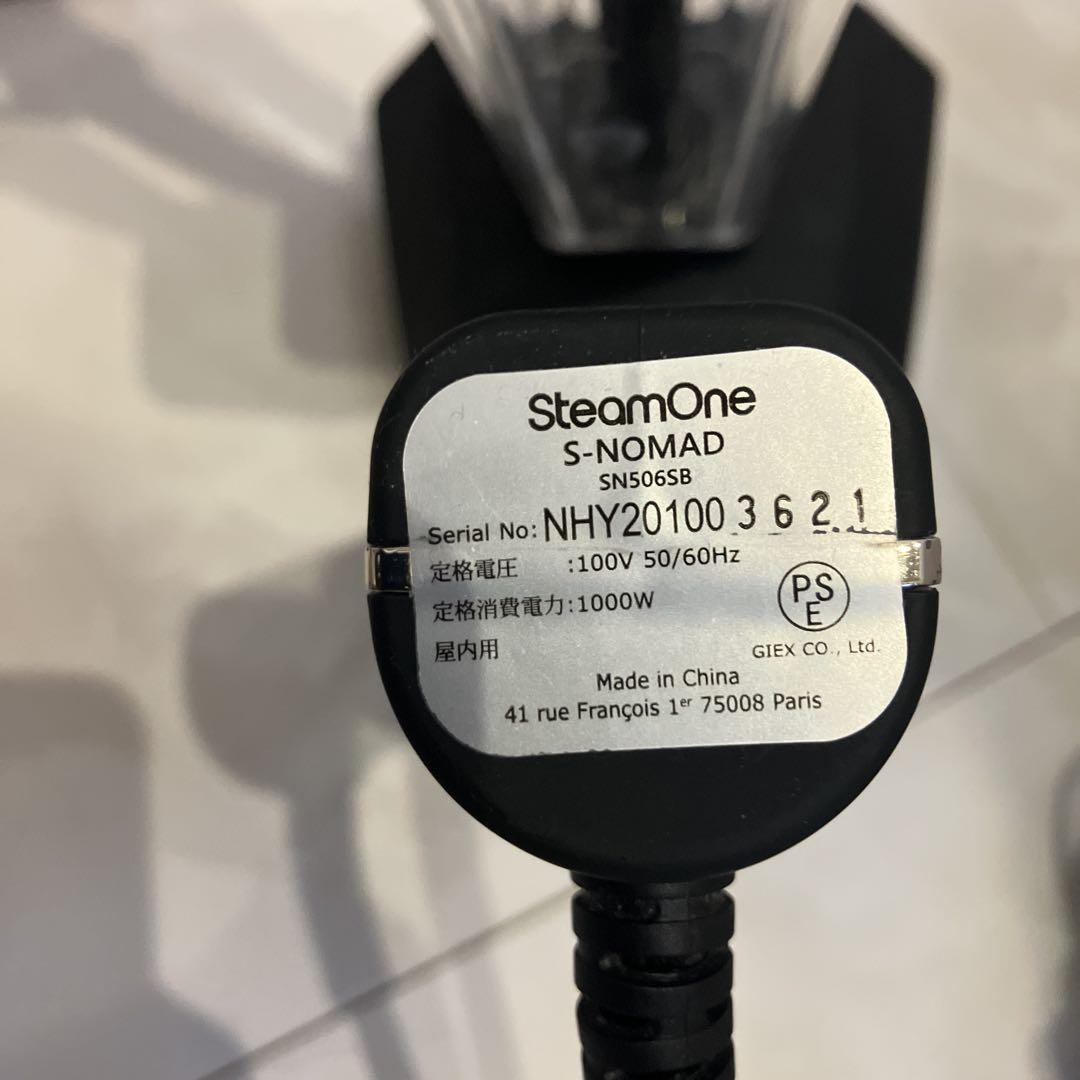 SteamOne
S-NOMAD
SN506SB
Serial No: NHY20100 3 6 2 1
定格電圧 :100V 50/60Hz
定格消費電力:1000W
PSE
屋内用
GIEX CO., Ltd.
Made in China
41 rue François 1er 75008 Paris